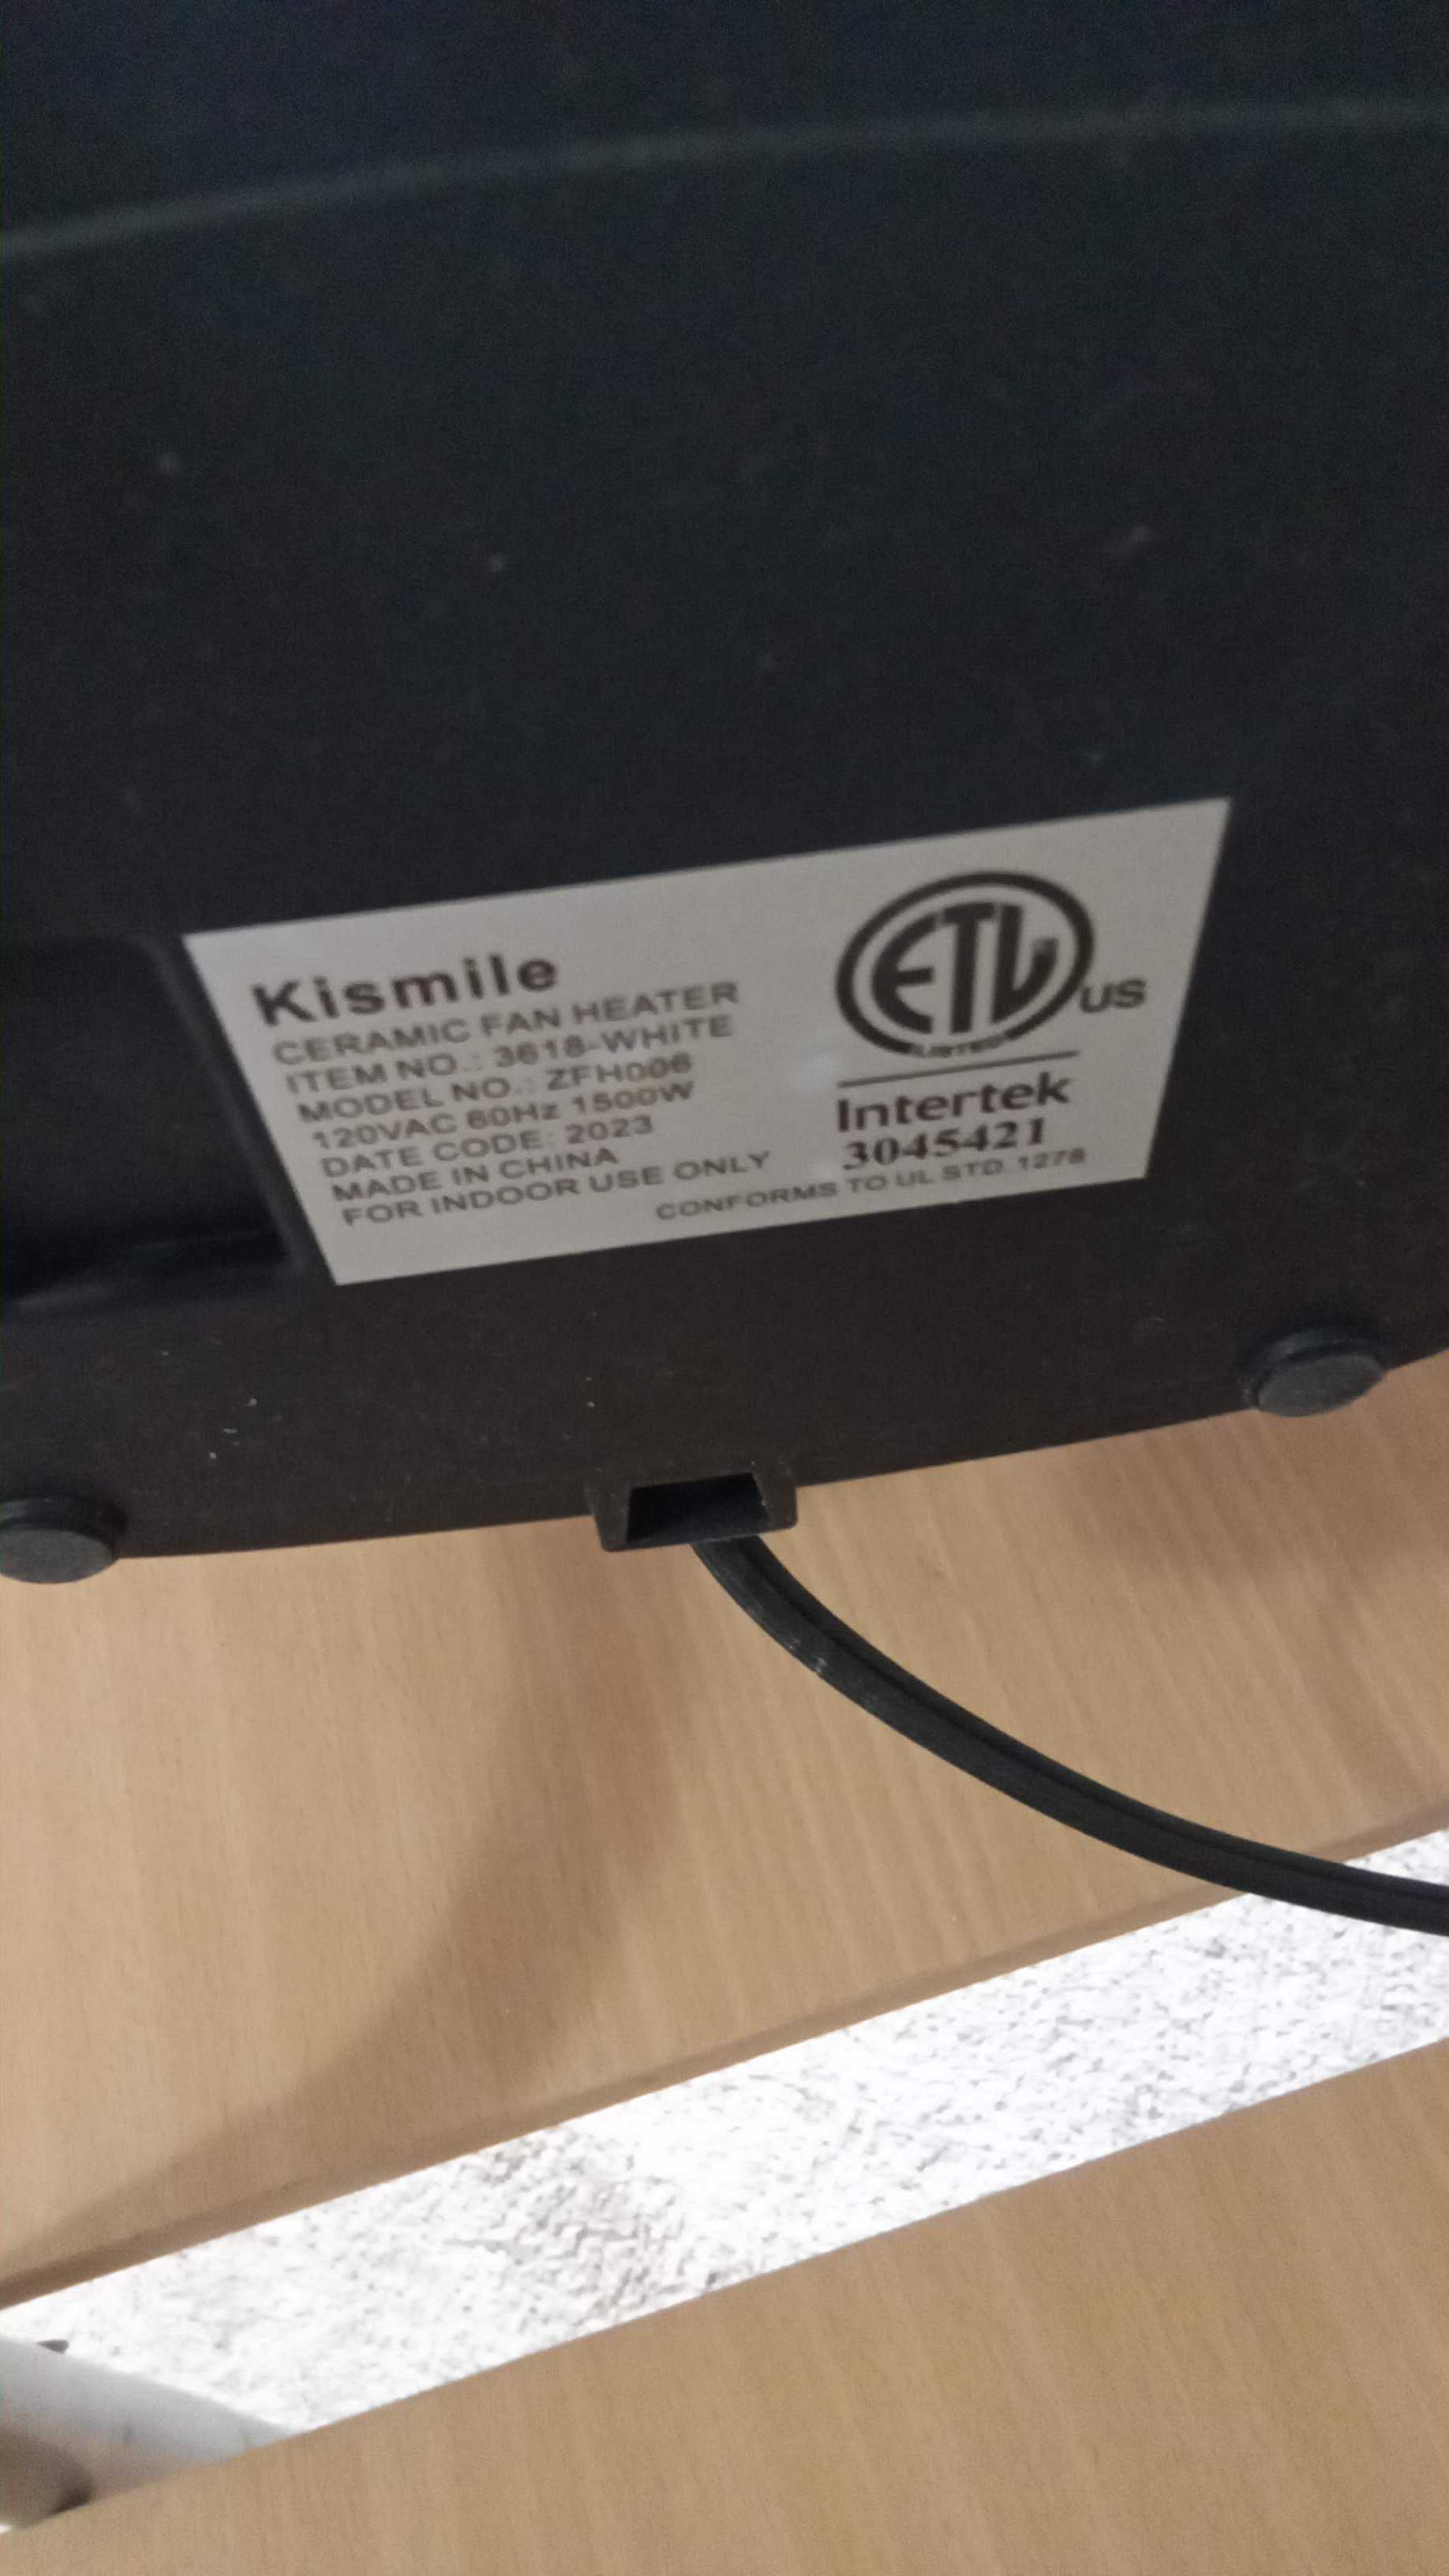 Kismile
CERAMIC FAN HEATER
ITEM NO.: 3618-WHITE
MODEL NO.: ZFH006
120VAC 60Hz 1500W
DATE CODE: 2023
MADE IN CHINA
FOR INDOOR USE ONLY
ETL
US
LISTED
Intertek
3045421
CONFORMS TO UL STD. 1278